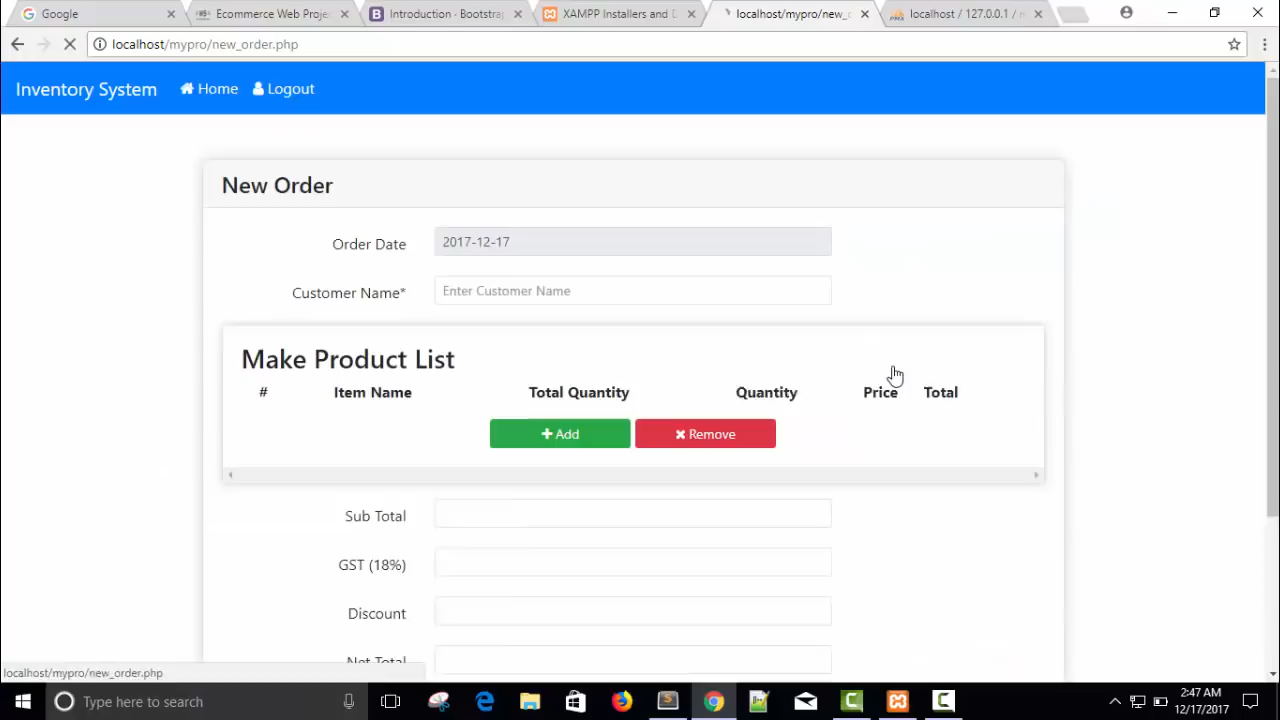 Google
Ecommerce Web Proje
Introduction · Bootstrap
XAMPP Installers and D
localhost/mypro/new_
localhost / 127.0.0.1 /
localhost/mypro/new_order.php
Inventory System
Home
Logout
New Order
Order Date
2017-12-17
Customer Name*
Enter Customer Name
Make Product List
# Item Name Total Quantity Quantity Price Total
Add
Remove
Sub Total
GST (18%)
Discount
Net Total
localhost/mypro/new_order.php
Type here to search
2:47 AM
12/17/2017